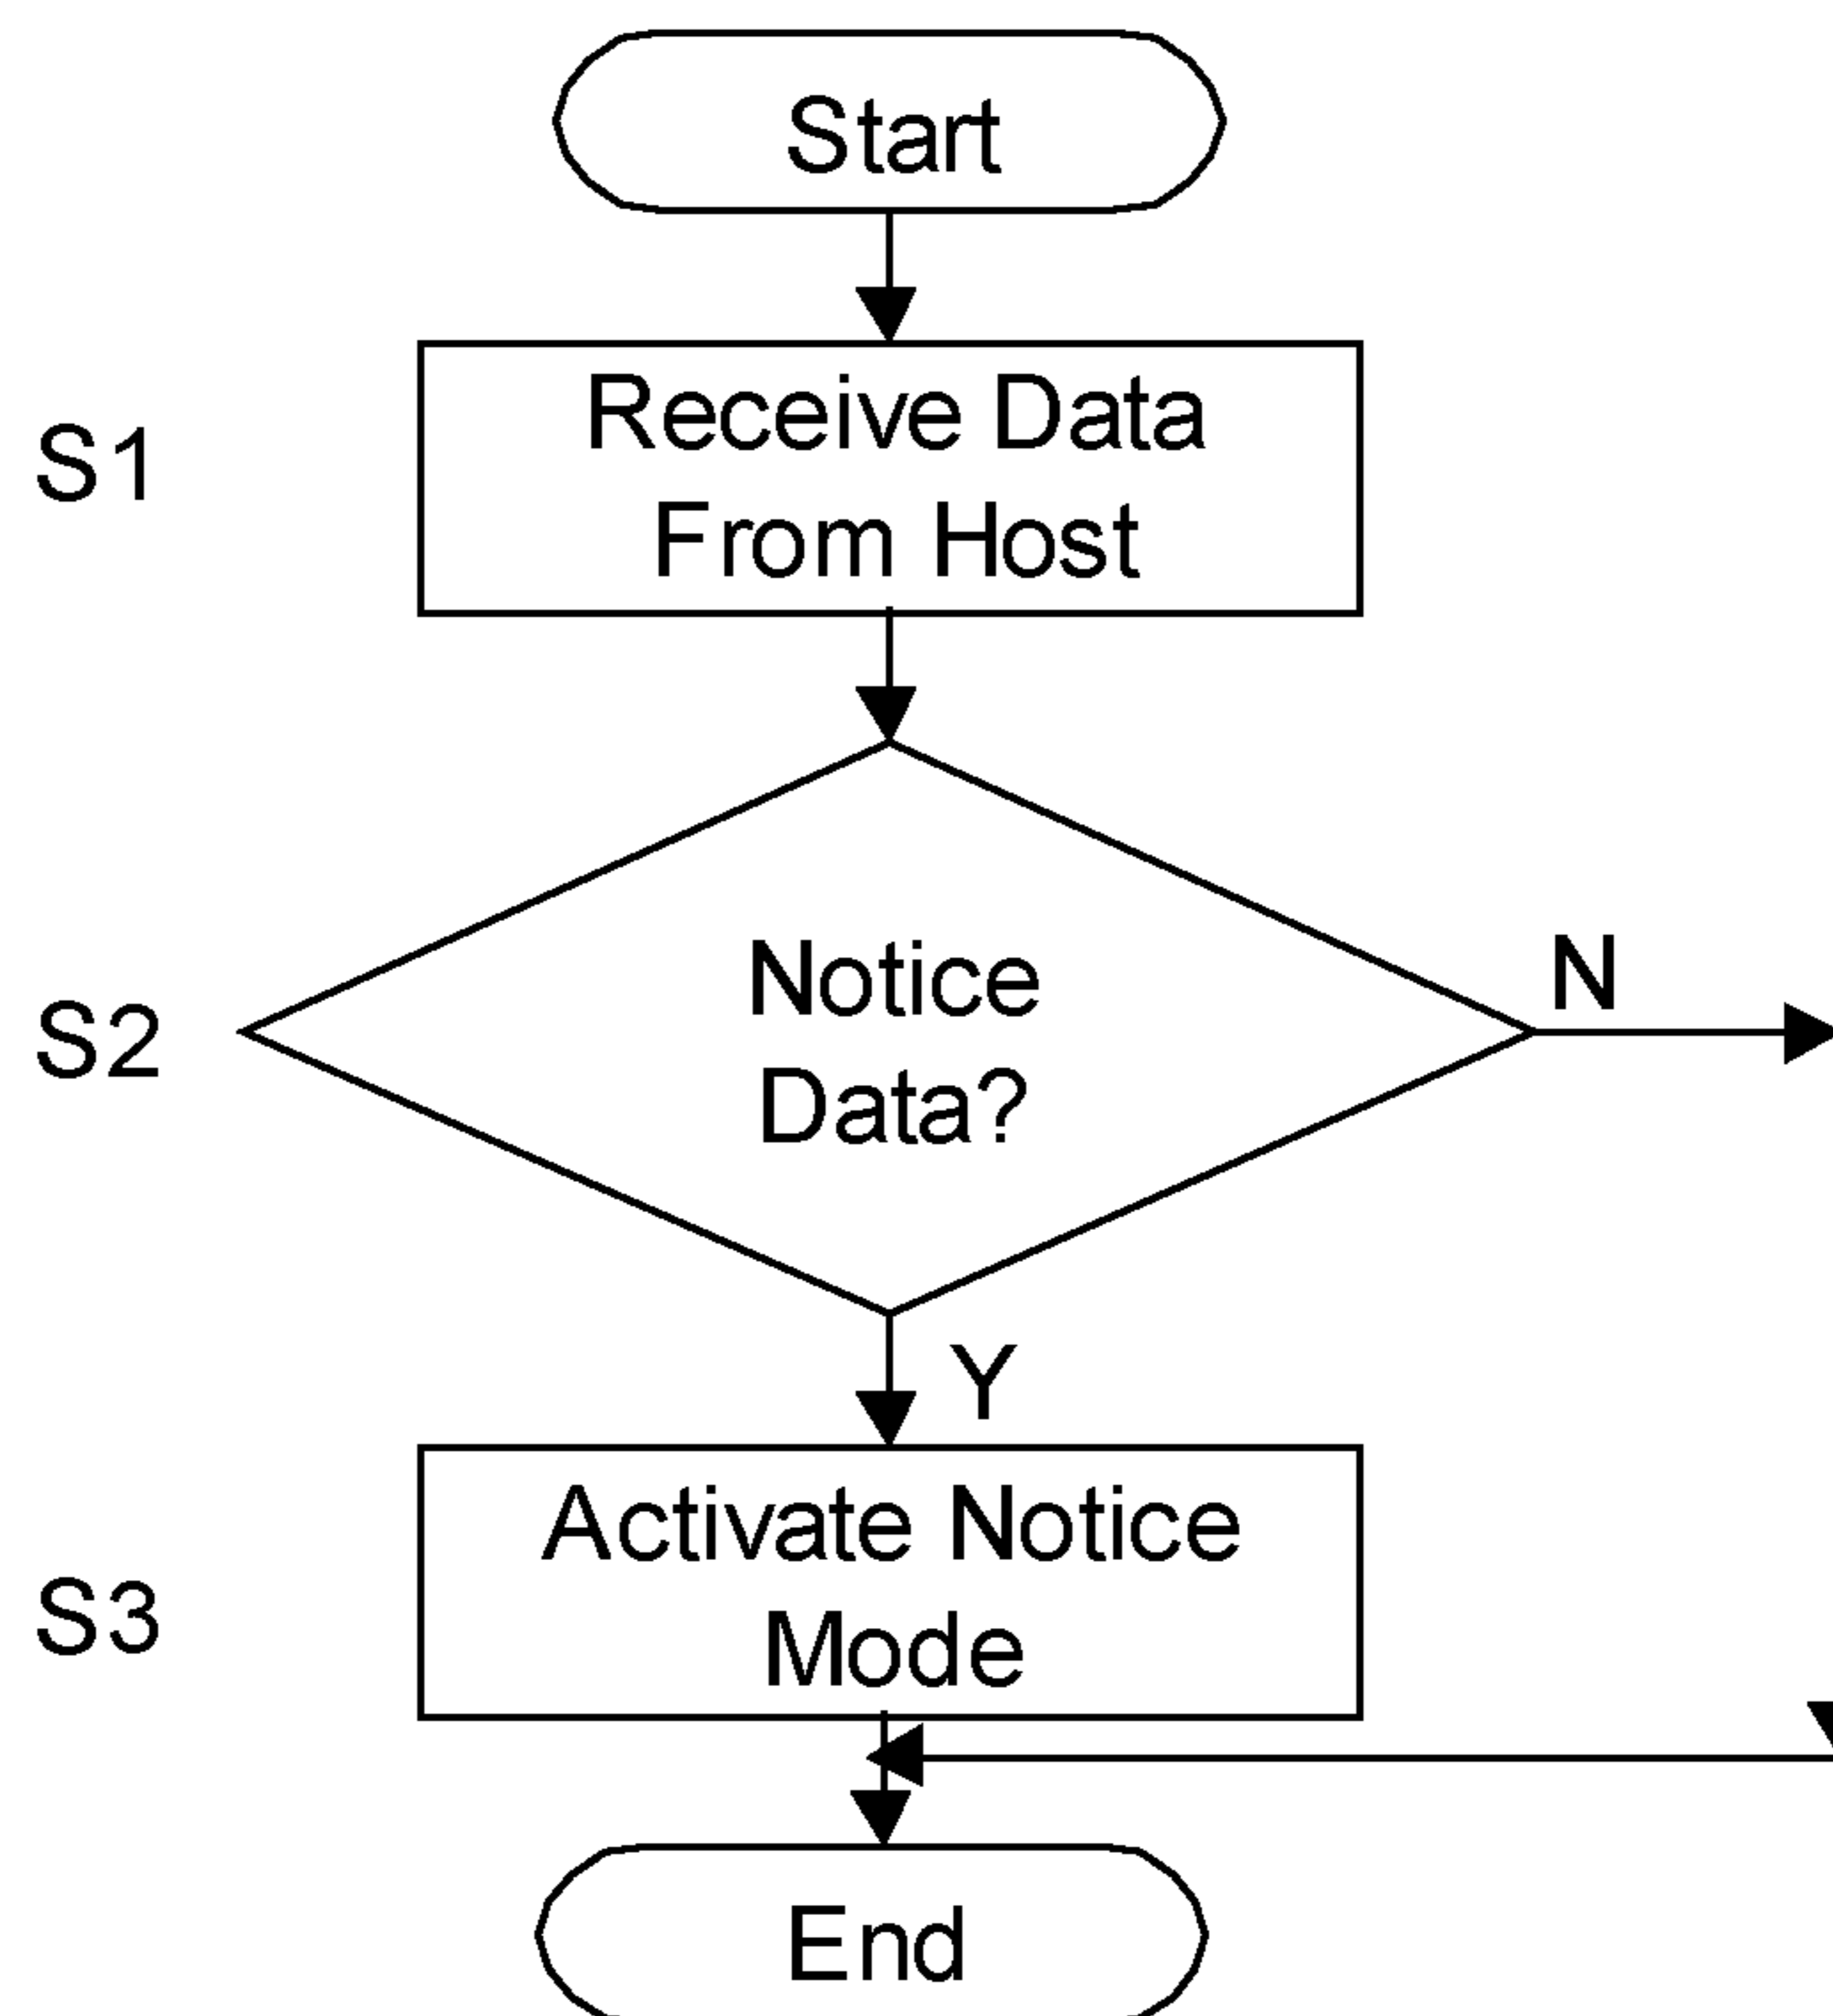 Start
S1
Receive Data
From Host
S2
Notice
Data?
N
Y
S3
Activate Notice
Mode
End